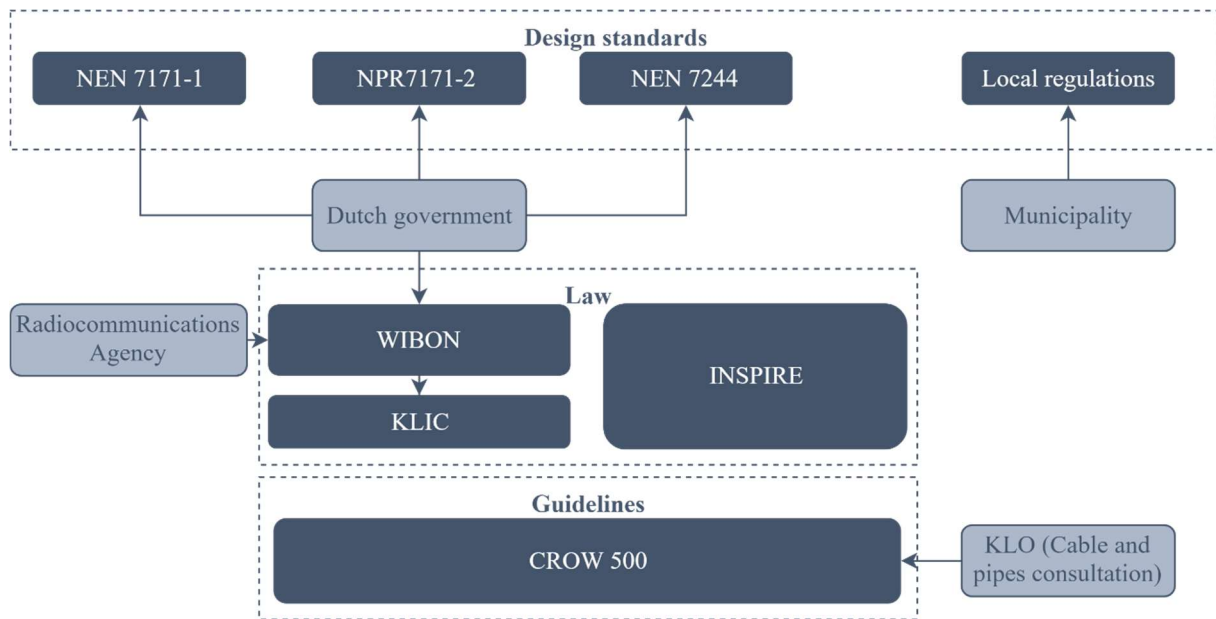 Design standards
NEN 7171-1
NPR7171-2
NEN 7244
Local regulations
Dutch government
Municipality
Law
Radiocommunications
Agency
WIBON
INSPIRE
KLIC
Guidelines
CROW 500
KLO (Cable and
pipes consultation)